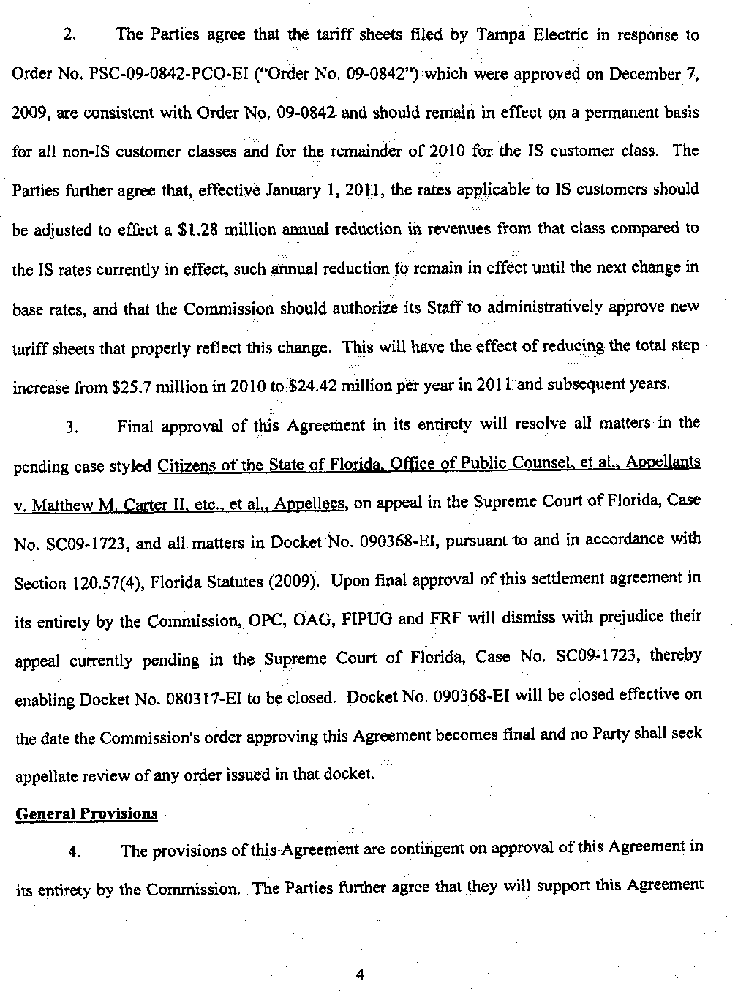 2. The Parties agree that the tariff sheets filed by Tampa Electric in response to
Order No. PSC-09-0842-PCO-EI ("Order No. 09-0842") which were approved on December 7,
2009, are consistent with Order No. 09-0842 and should remain in effect on a permanent basis
for all non-IS customer classes and for the remainder of 2010 for the IS customer class. The
Parties further agree that, effective January 1, 2011, the rates applicable to IS customers should
be adjusted to effect a $1.28 million annual reduction in revenues from that class compared to
the IS rates currently in effect, such annual reduction to remain in effect until the next change in
base rates, and that the Commission should authorize its Staff to administratively approve new
tariff sheets that properly reflect this change. This will have the effect of reducing the total step
increase from $25.7 million in 2010 to $24.42 million per year in 2011 and subsequent years.
3. Final approval of this Agreement in its entirety will resolve all matters in the
pending case styled Citizens of the State of Florida, Office of Public Counsel, et al., Appellants
v. Matthew M. Carter II, etc., et al., Appellees, on appeal in the Supreme Court of Florida, Case
No. SC09-1723, and all matters in Docket No. 090368-EI, pursuant to and in accordance with
Section 120.57(4), Florida Statutes (2009). Upon final approval of this settlement agreement in
its entirety by the Commission, OPC, OAG, FIPUG and FRF will dismiss with prejudice their
appeal currently pending in the Supreme Court of Florida, Case No. SC09-1723, thereby
enabling Docket No. 080317-EI to be closed. Docket No. 090368-EI will be closed effective on
the date the Commission's order approving this Agreement becomes final and no Party shall seek
appellate review of any order issued in that docket.
General Provisions
4. The provisions of this Agreement are contingent on approval of this Agreement in
its entirety by the Commission. The Parties further agree that they will support this Agreement
4